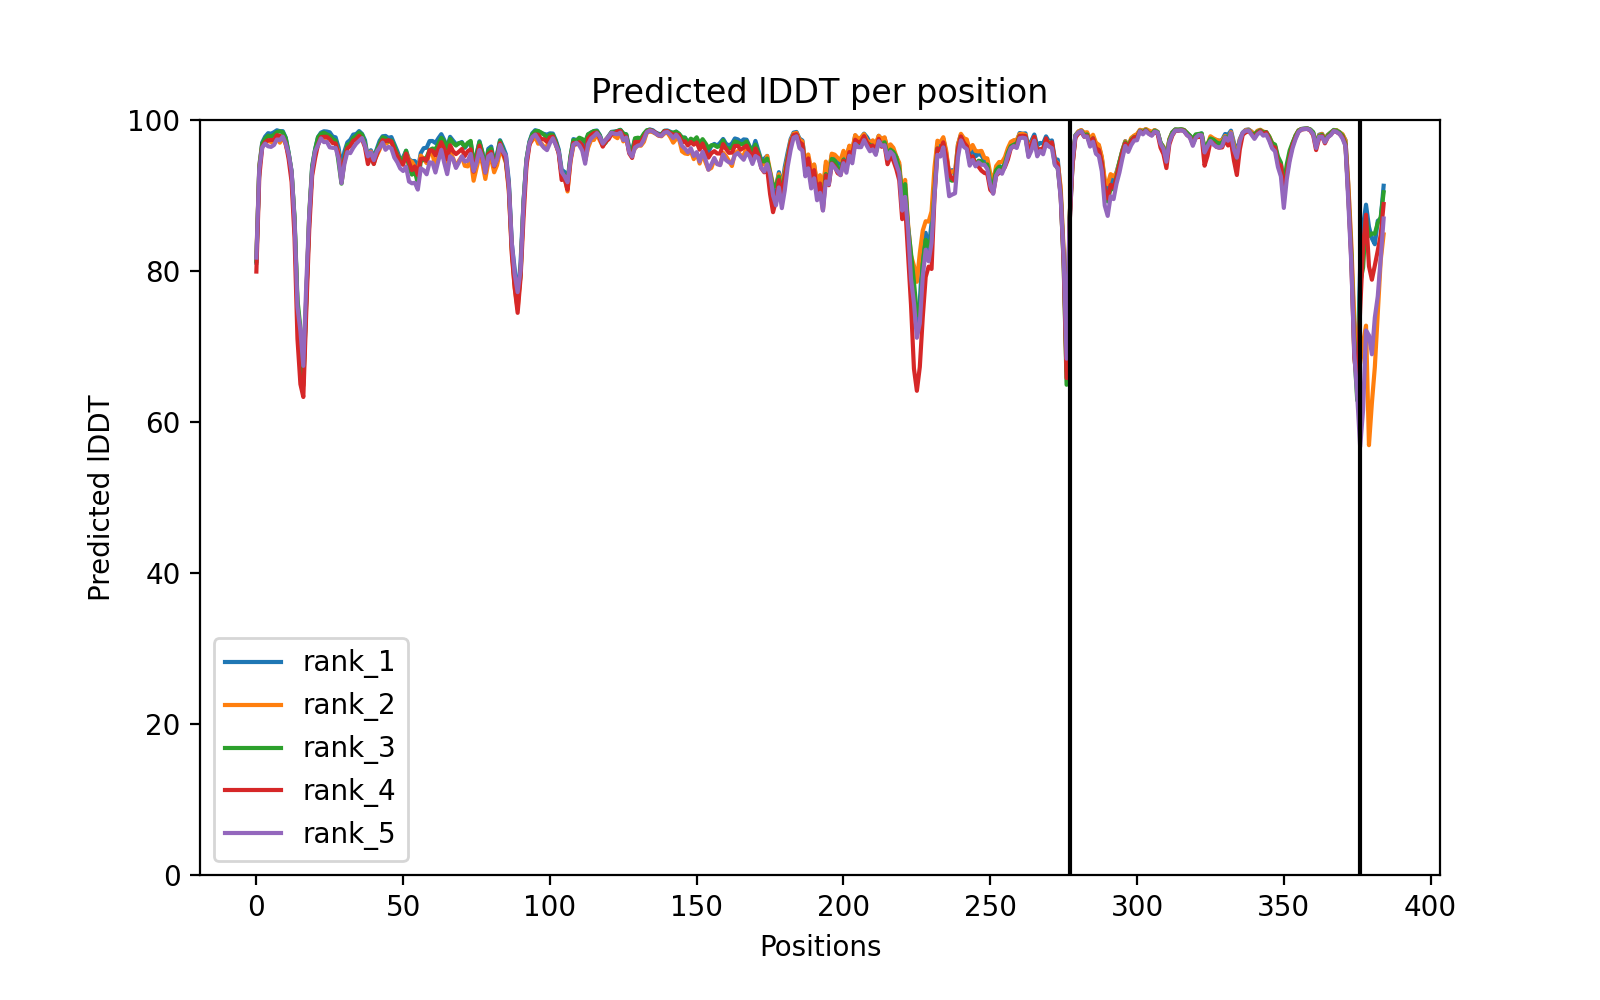 Predicted lDDT per position
100
80
60
40
20
0
Predicted lDDT
rank_1
rank_2
rank_3
rank_4
rank_5
0 50 100 150 200 250 300 350 400
Positions